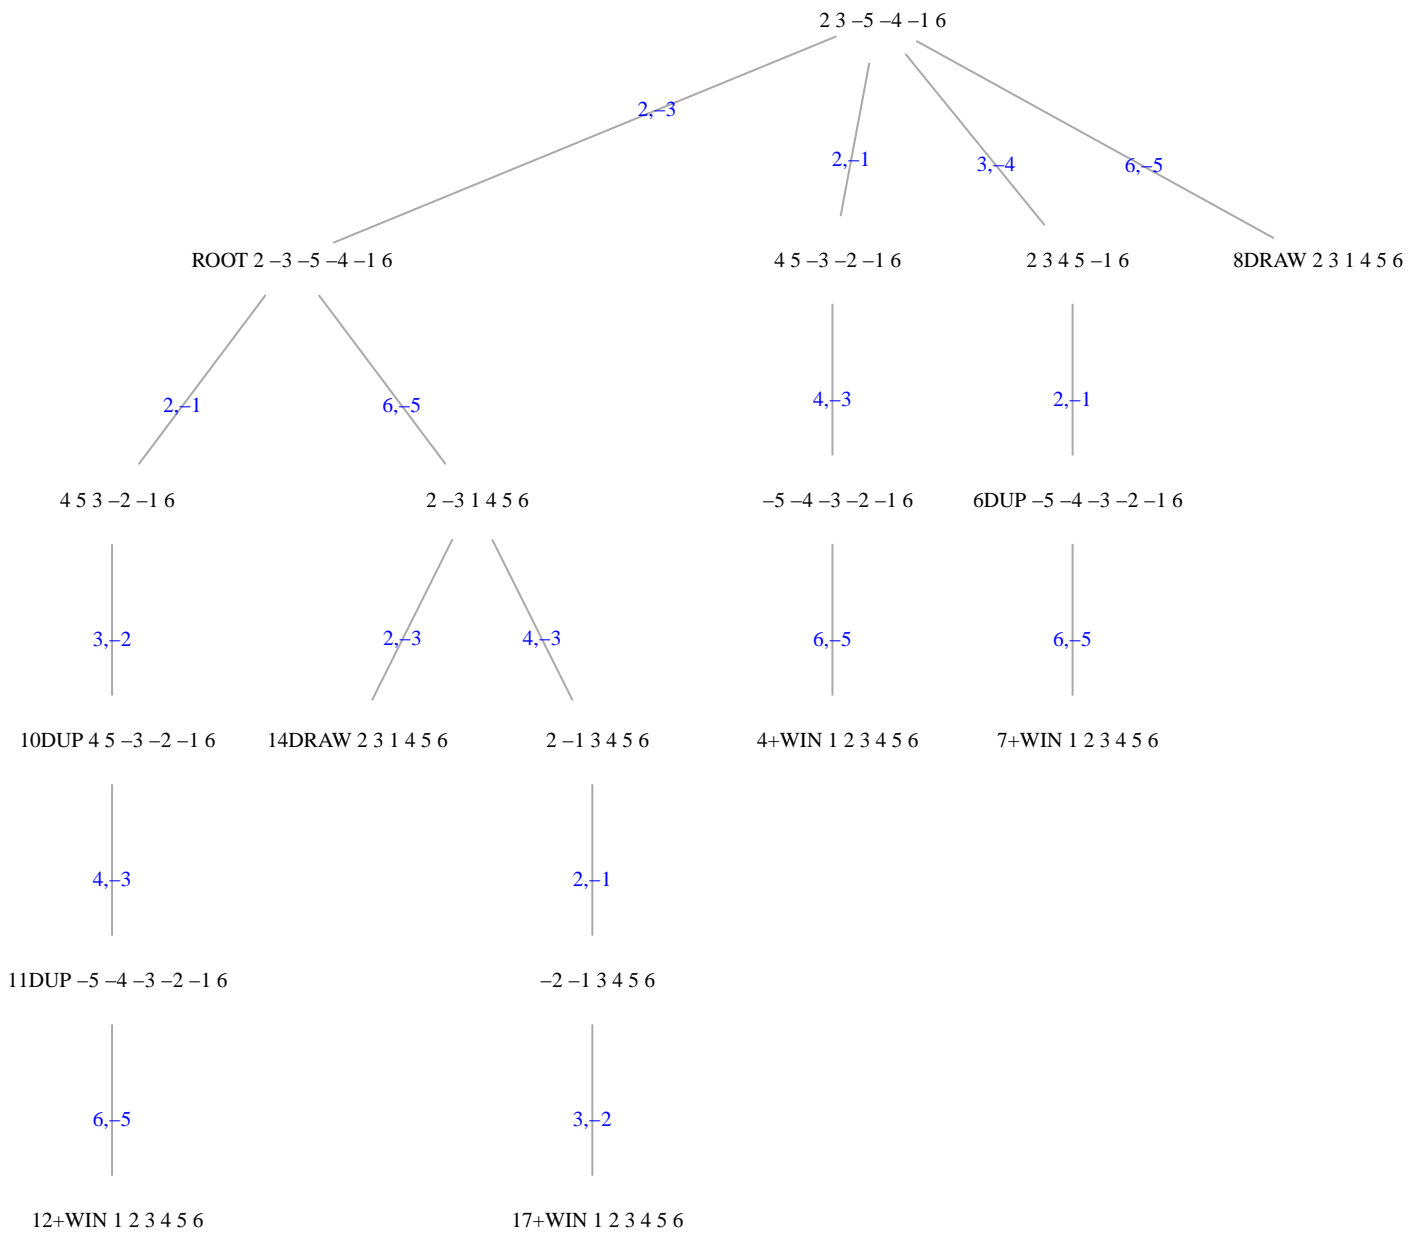 2 3 –5 –4 –1 6
2,–3
2,–1
3,–4
6,–5
ROOT 2 –3 –5 –4 –1 6
4 5 –3 –2 –1 6
2 3 4 5 –1 6
8DRAW 2 3 1 4 5 6
2,–1
6,–5
4,–3
2,–1
4 5 3 –2 –1 6
2 –3 1 4 5 6
–5 –4 –3 –2 –1 6
6DUP –5 –4 –3 –2 –1 6
3,–2
2,–3
4,–3
6,–5
6,–5
10DUP 4 5 –3 –2 –1 6
14DRAW 2 3 1 4 5 6
2 –1 3 4 5 6
4+WIN 1 2 3 4 5 6
7+WIN 1 2 3 4 5 6
4,–3
2,–1
11DUP –5 –4 –3 –2 –1 6
–2 –1 3 4 5 6
6,–5
3,–2
12+WIN 1 2 3 4 5 6
17+WIN 1 2 3 4 5 6